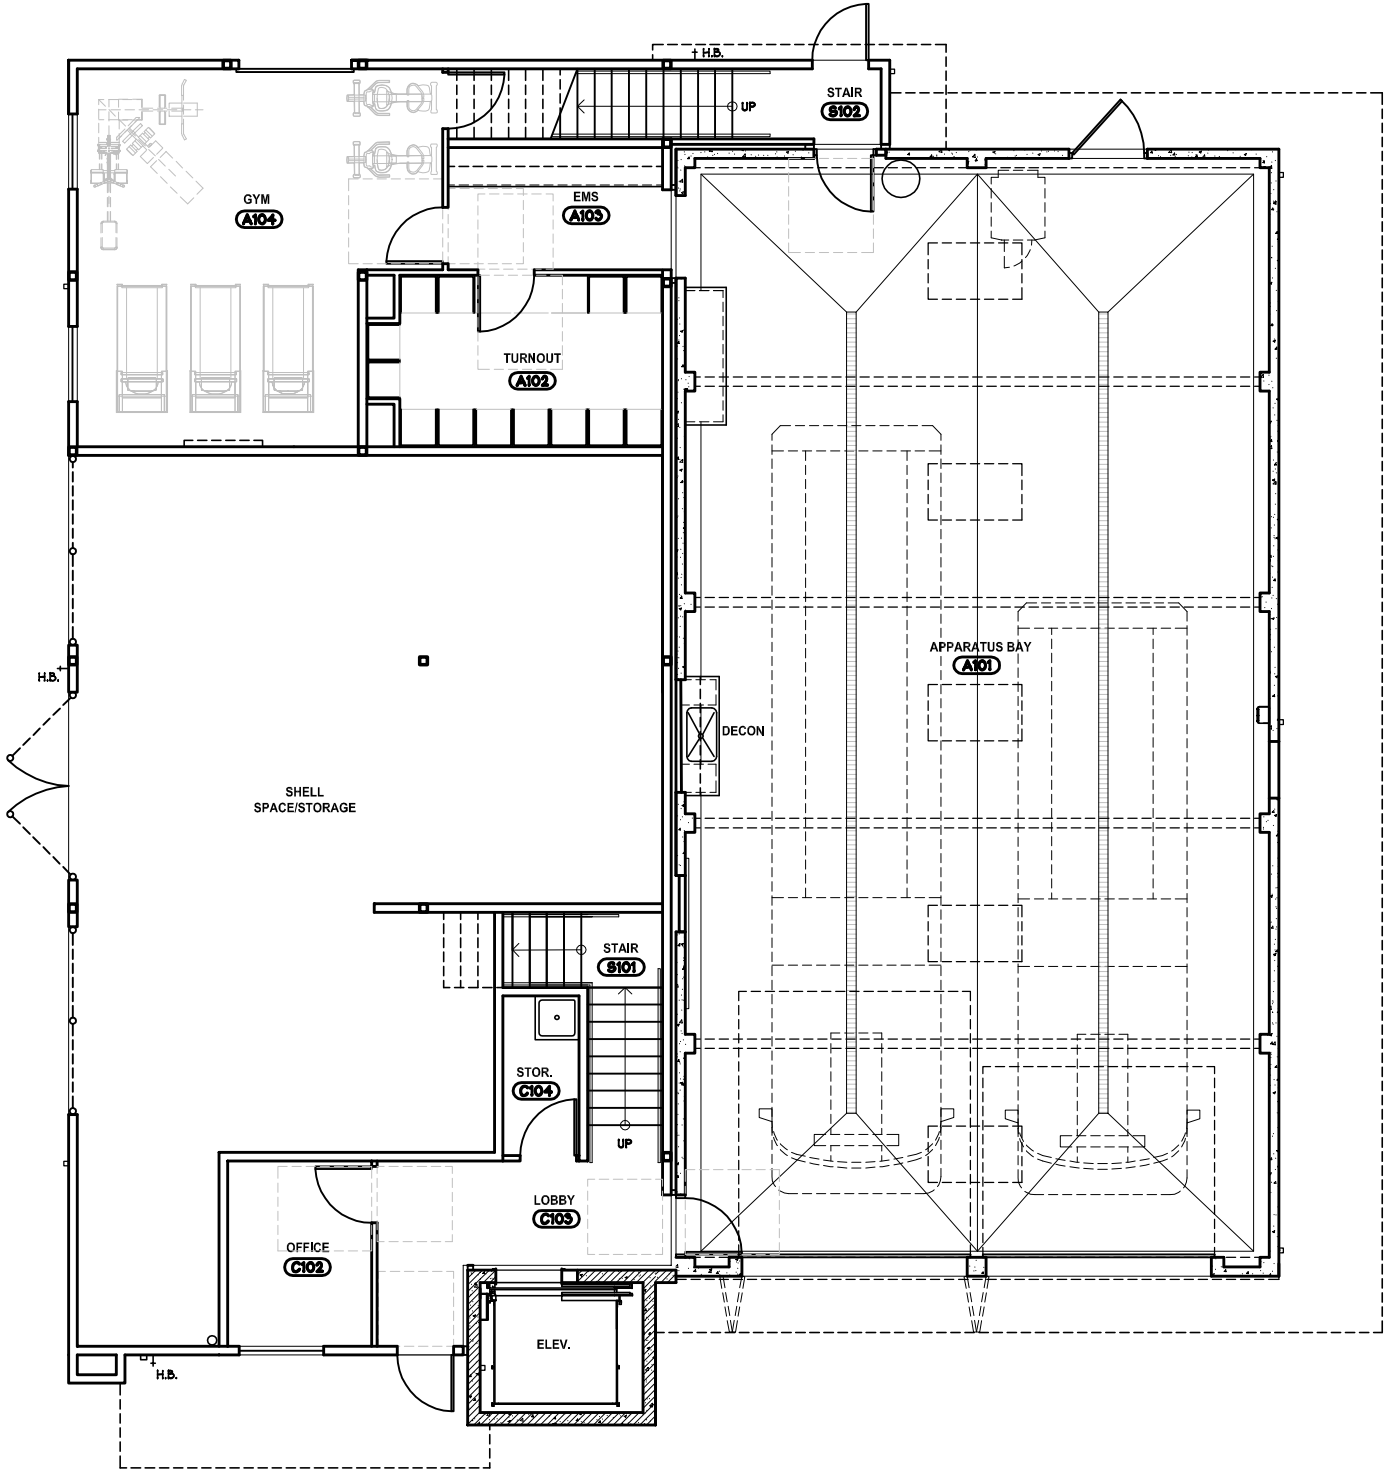 H.B.
STAIR
S102
UP
GYM
A104
EMS
A103
TURNOUT
A102
APPARATUS BAY
A101
H.B.
DECON
SHELL
SPACE/STORAGE
STAIR
S101
STOR.
C104
UP
LOBBY
C103
OFFICE
C102
ELEV.
H.B.